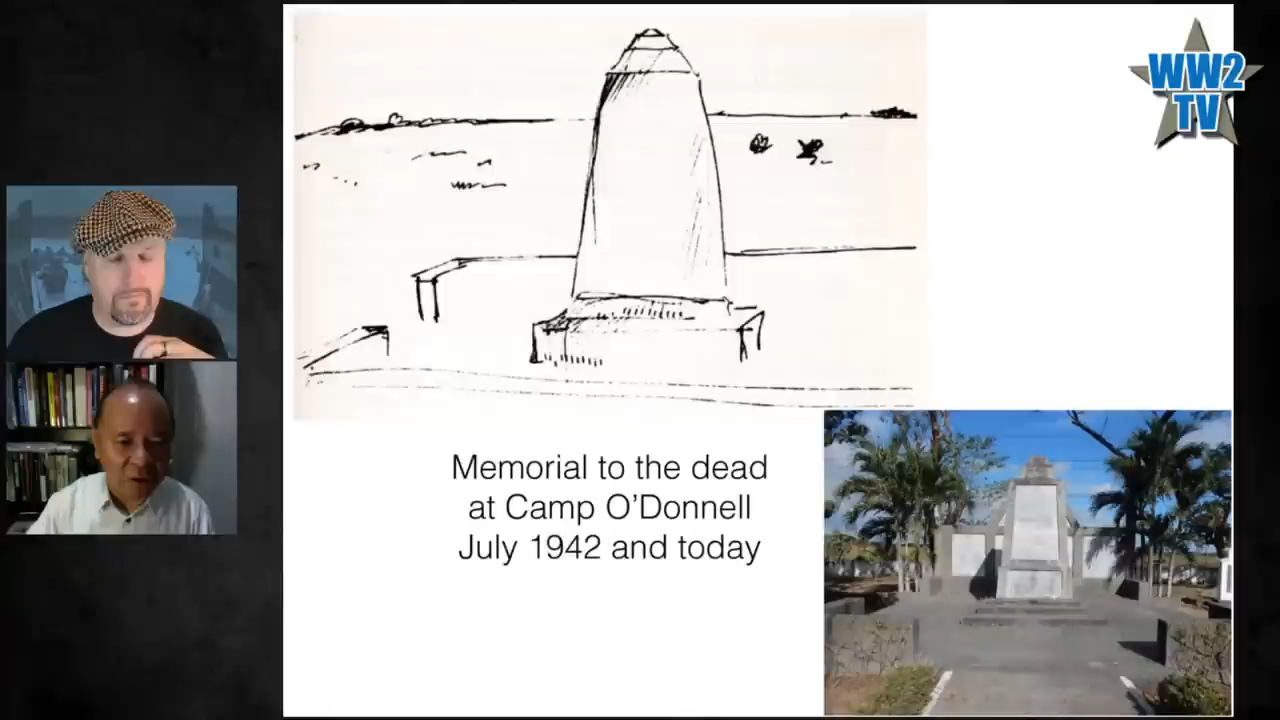 WW2
TV
Memorial to the dead
at Camp O’Donnell
July 1942 and today